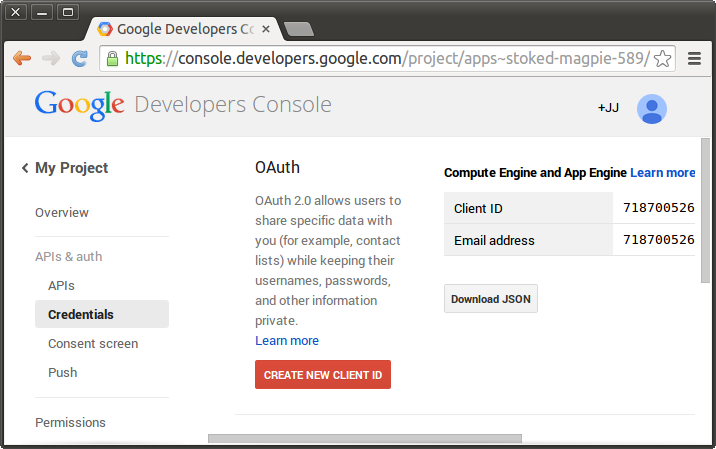 Google Developers Co
https://console.developers.google.com/project/apps~stoked-magpie-589/
Google Developers Console
+JJ
My Project
Overview
APIs & auth
APIs
Credentials
Consent screen
Push
Permissions
OAuth
OAuth 2.0 allows users to
share specific data with
you (for example, contact
lists) while keeping their
usernames, passwords,
and other information
private.
Learn more
CREATE NEW CLIENT ID
Compute Engine and App Engine Learn more
Client ID 718700526
Email address 718700526
Download JSON